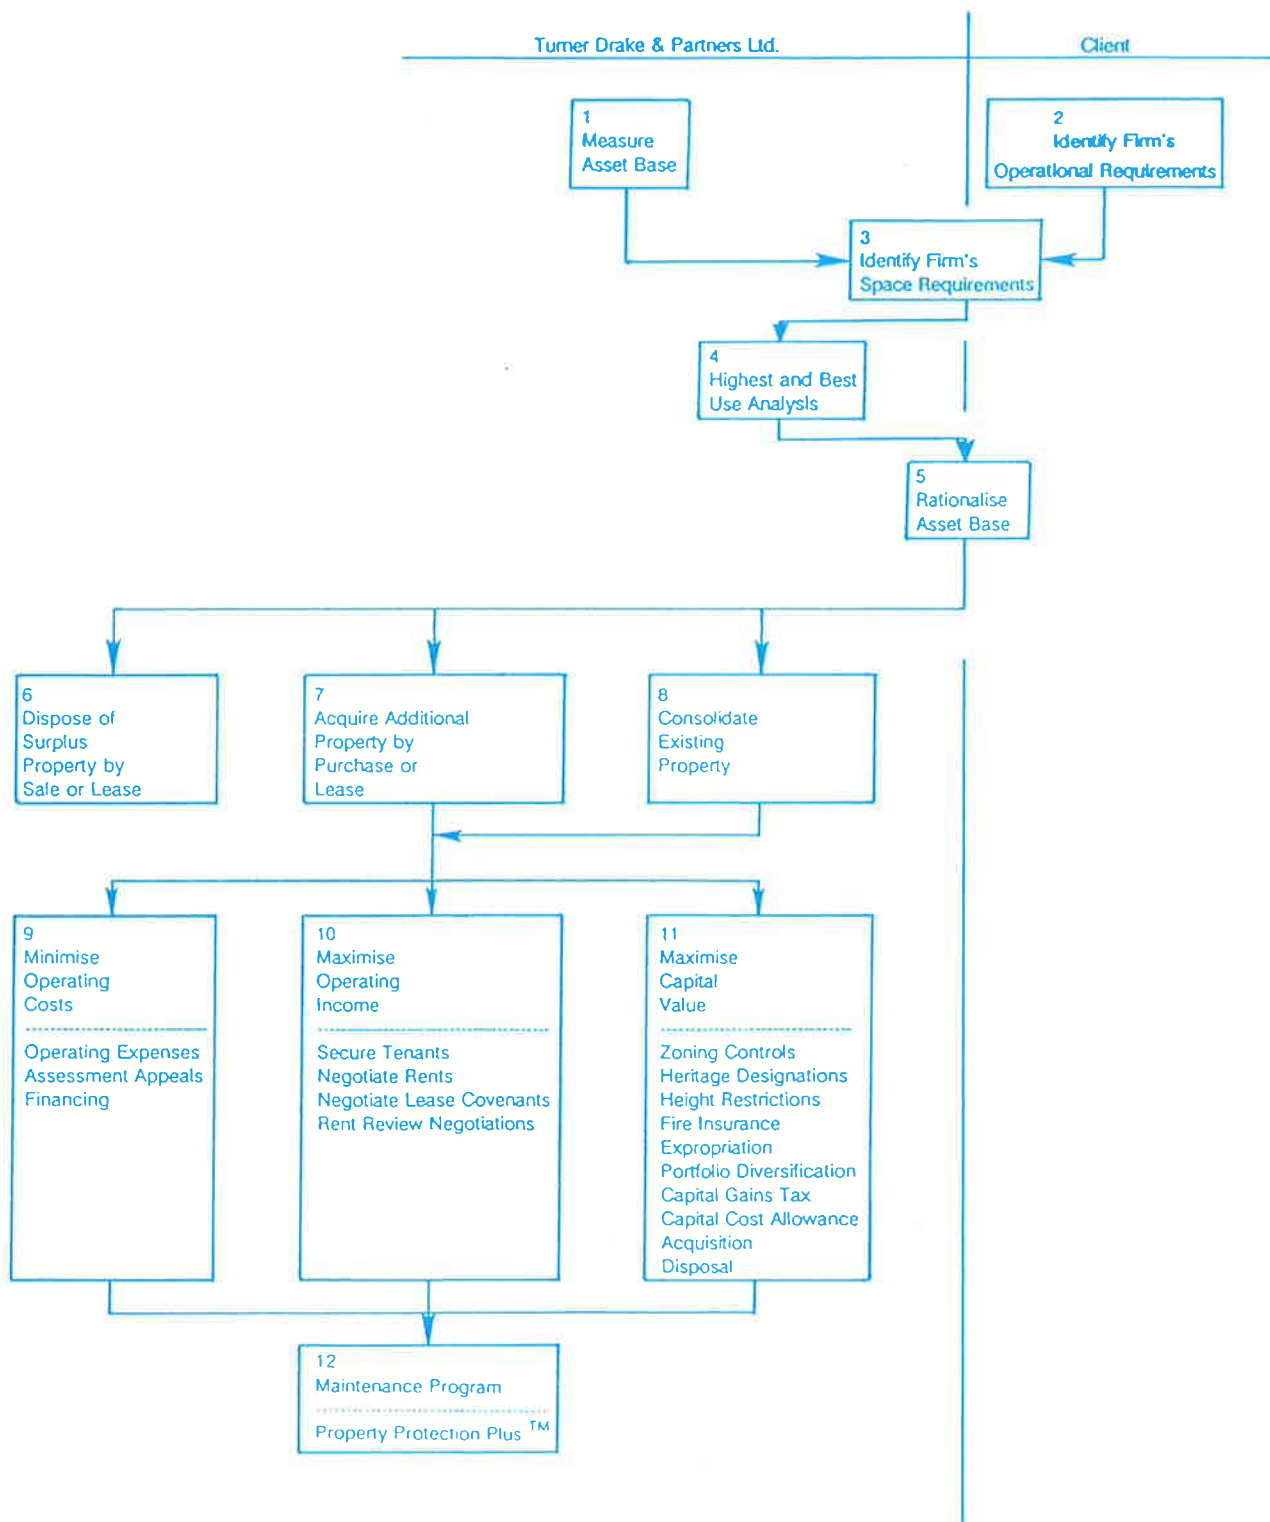 Turner Drake & Partners Ltd.
Client
1
Measure
Asset Base
2
Identify Firm's
Operational Requirements
3
Identify Firm's
Space Requirements
4
Highest and Best
Use Analysis
5
Rationalise
Asset Base
6
Dispose of
Surplus
Property by
Sale or Lease
7
Acquire Additional
Property by
Purchase or
Lease
8
Consolidate
Existing
Property
9
Minimise
Operating
Costs
Operating Expenses
Assessment Appeals
Financing
10
Maximise
Operating
Income
Secure Tenants
Negotiate Rents
Negotiate Lease Covenants
Rent Review Negotiations
11
Maximise
Capital
Value
Zoning Controls
Heritage Designations
Height Restrictions
Fire Insurance
Expropriation
Portfolio Diversification
Capital Gains Tax
Capital Cost Allowance
Acquisition
Disposal
12
Maintenance Program
Property Protection Plus TM